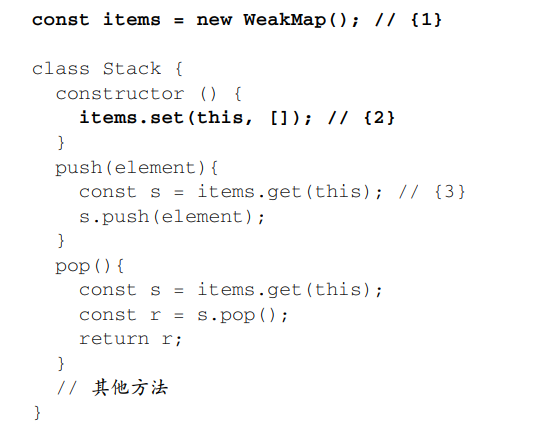 const items = new WeakMap(); // {1}

class Stack {
  constructor () {
    items.set(this, []); // {2}
  }
  push(element){
    const s = items.get(this); // {3}
    s.push(element);
  }
  pop(){
    const s = items.get(this);
    const r = s.pop();
    return r;
  }
  // 其他方法
}